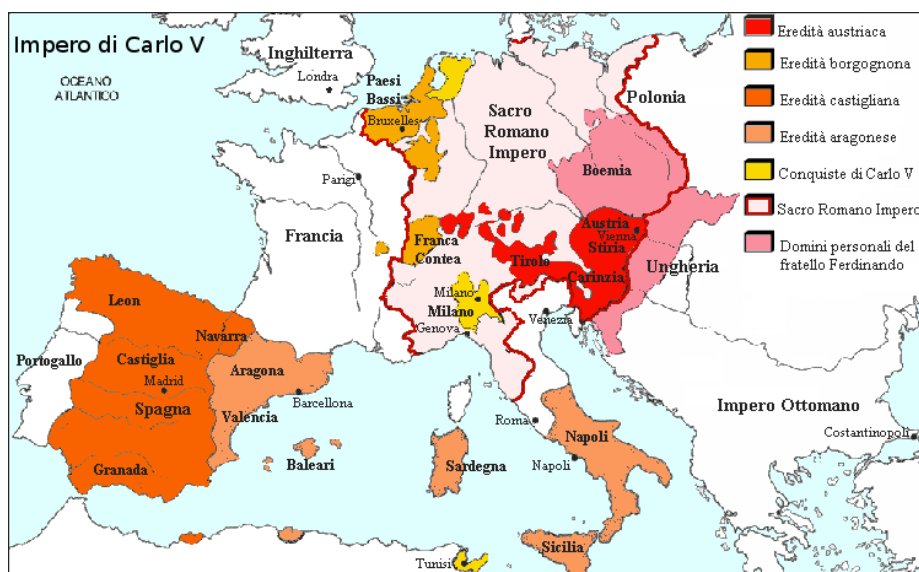 Impero di Carlo V
OCEANO
ATLANTICO
Inghilterra
Londra
Paesi
Bassi
Bruxelles
Sacro
Romano
Impero
Polonia
Boemia
Parigi
Francia
Franca
Contea
Austria
Vienna
Stiria
Tirolo
Carinzia
Ungheria
Milano
Milano
Genova
Venezia
Leon
Navarra
Portogallo
Castiglia
Madrid
Spagna
Aragona
Barcellona
Valencia
Granada
Baleari
Sardegna
Roma
Napoli
Napoli
Impero Ottomano
Costantinopoli
Sicilia
Tunisi
Eredità austriaca
Eredità borgognona
Eredità castigliana
Eredità aragonese
Conquiste di Carlo V
Sacro Romano Impero
Domini personali del
fratello Ferdinando